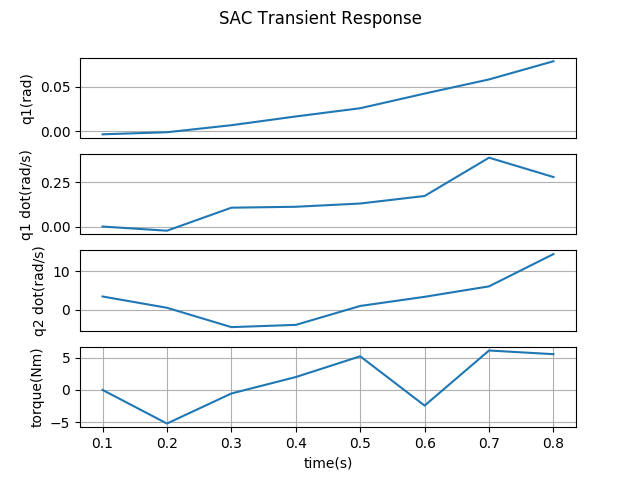 SAC Transient Response
q1(rad)
0.05
0.00
q1 dot(rad/s)
0.25
0.00
q2 dot(rad/s)
10
0
torque(Nm)
5
0
−5
0.1 0.2 0.3 0.4 0.5 0.6 0.7 0.8
time(s)